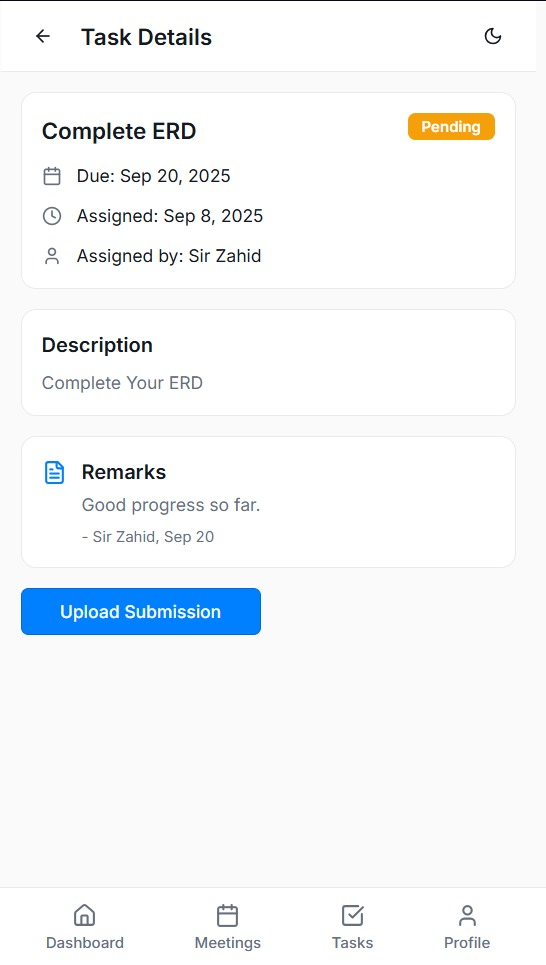 Task Details
Complete ERD
Pending
Due: Sep 20, 2025
Assigned: Sep 8, 2025
Assigned by: Sir Zahid
Description
Complete Your ERD
Remarks
Good progress so far.
- Sir Zahid, Sep 20
Upload Submission
Dashboard
Meetings
Tasks
Profile